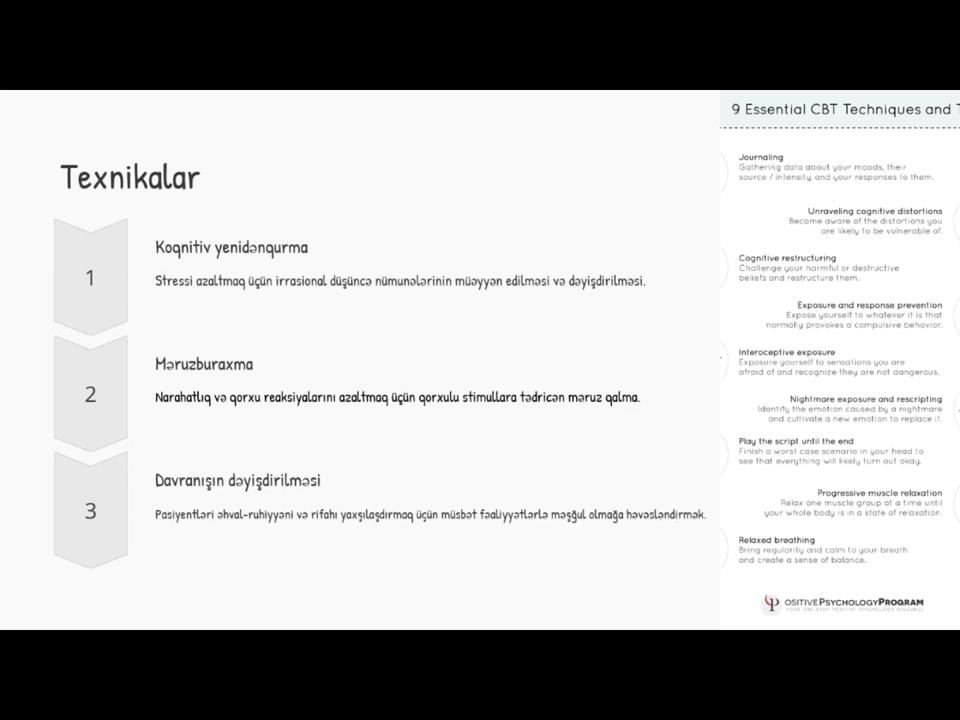 Texnikalar
1
Koqnitiv yenidənqurma
Stressi azaltmaq üçün irrasional düşüncə nümunələrinin müəyyən edilməsi və dəyişdirilməsi.
2
Məruzburaxma
Narahatlıq və qorxu reaksiyalarını azaltmaq üçün qorxulu stimullara tədricən məruz qalma.
3
Davranışın dəyişdirilməsi
Pasiyentləri əhval-ruhiyyəni və rifahı yaxşılaşdırmaq üçün müsbət fəaliyyətlərlə məşğul olmağa həvəsləndirmək.
9 Essential CBT Techniques and
Journaling
Gathering data about your moods, their
source / intensity, and your responses to them.
Unraveling cognitive distortions
Become aware of the distortions you
are likely to be vulnerable of.
Cognitive restructuring
Challenge your harmful or destructive
beliefs and restructure them.
Exposure and response prevention
Expose yourself to whatever it is that
normally provokes a compulsive behavior.
Interoceptive exposure
Exposure yourself to sensations you are
afraid of and recognize they are not dangerous.
Nightmare exposure and rescripting
Identify the emotion caused by a nightmare
and cultivate a new emotion to replace it.
Play the script until the end
Finish a worst case scenario in your head to
see that everything will likely turn out okay.
Progressive muscle relaxation
Relax one muscle group at a time until
your whole body is in a state of relaxation.
Relaxed breathing
Bring regularity and calm to your breath
and create a sense of balance.
OSITIVEPSYCHOLOGYPROGRAM
YOUR ONE-STOP POSITIVE PSYCHOLOGY RESOURCE